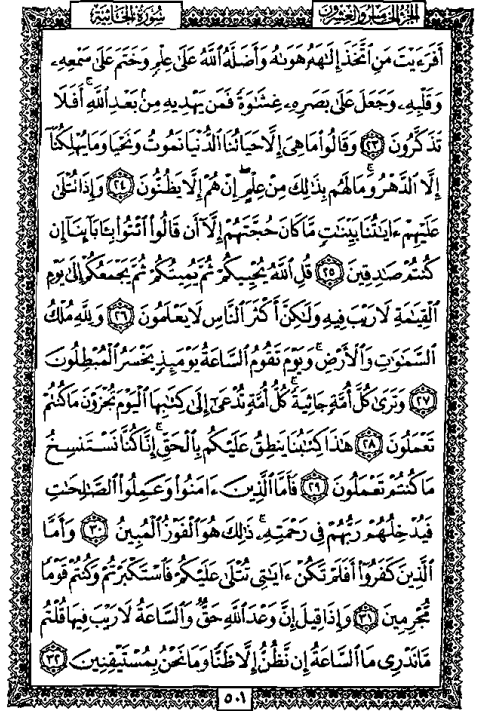 الجزء الخامس والعشرون سورة الجاثية
أَفَرَءَيْتَ مَنِ ٱتَّخَذَ إِلَٰهَهُۥ هَوَىٰهُ وَأَضَلَّهُ ٱللَّهُ عَلَىٰ عِلْمٍ وَخَتَمَ عَلَىٰ سَمْعِهِۦ
وَقَلْبِهِۦ وَجَعَلَ عَلَىٰ بَصَرِهِۦ غِشَٰوَةً فَمَن يَهْدِيهِ مِنۢ بَعْدِ ٱللَّهِ ۚ أَفَلَا
تَذَكَّرُونَ ٢٣ وَقَالُوا۟ مَا هِىَ إِلَّا حَيَاتُنَا ٱلدُّنْيَا نَمُوتُ وَنَحْيَا وَمَا يُهْلِكُنَآ
إِلَّا ٱلدَّهْرُ ۚ وَمَا لَهُم بِذَٰلِكَ مِنْ عِلْمٍ ۖ إِنْ هُمْ إِلَّا يَظُنُّونَ ٢٤ وَإِذَا تُتْلَىٰ
عَلَيْهِمْ ءَايَٰتُنَا بَيِّنَٰتٍ مَّا كَانَ حُجَّتَهُمْ إِلَّآ أَن قَالُوا۟ ٱئْتُوا۟ بِـَٔابَآئِنَآ إِن
كُنتُمْ صَٰدِقِينَ ٢٥ قُلِ ٱللَّهُ يُحْيِيكُمْ ثُمَّ يُمِيتُكُمْ ثُمَّ يَجْمَعُكُمْ إِلَىٰ يَوْمِ
ٱلْقِيَٰمَةِ لَا رَيْبَ فِيهِ وَلَٰكِنَّ أَكْثَرَ ٱلنَّاسِ لَا يَعْلَمُونَ ٢٦ وَلِلَّهِ مُلْكُ
ٱلسَّمَٰوَٰتِ وَٱلْأَرْضِ ۚ وَيَوْمَ تَقُومُ ٱلسَّاعَةُ يَوْمَئِذٍ يَخْسَرُ ٱلْمُبْطِلُونَ
٢٧ وَتَرَىٰ كُلَّ أُمَّةٍ جَاثِيَةً ۚ كُلُّ أُمَّةٍ تُدْعَىٰٓ إِلَىٰ كِتَٰبِهَا ٱلْيَوْمَ تُجْزَوْنَ مَا كُنتُمْ
تَعْمَلُونَ ٢٨ هَٰذَا كِتَٰبُنَا يَنطِقُ عَلَيْكُم بِٱلْحَقِّ ۚ إِنَّا كُنَّا نَسْتَنسِخُ
مَا كُنتُمْ تَعْمَلُونَ ٢٩ فَأَمَّا ٱلَّذِينَ ءَامَنُوا۟ وَعَمِلُوا۟ ٱلصَّٰلِحَٰتِ
فَيُدْخِلُهُمْ رَبُّهُمْ فِى رَحْمَتِهِۦ ۚ ذَٰلِكَ هُوَ ٱلْفَوْزُ ٱلْمُبِينُ ٣٠ وَأَمَّا
ٱلَّذِينَ كَفَرُوٓا۟ أَفَلَمْ تَكُنْ ءَايَٰتِى تُتْلَىٰ عَلَيْكُمْ فَٱسْتَكْبَرْتُمْ وَكُنتُمْ قَوْمًا
مُّجْرِمِينَ ٣١ وَإِذَا قِيلَ إِنَّ وَعْدَ ٱللَّهِ حَقٌّ وَٱلسَّاعَةُ لَا رَيْبَ فِيهَا قُلْتُم
مَّا نَدْرِى مَا ٱلسَّاعَةُ إِن نَّظُنُّ إِلَّا ظَنًّا وَمَا نَحْنُ بِمُسْتَيْقِنِينَ ٣٢
٥٠١